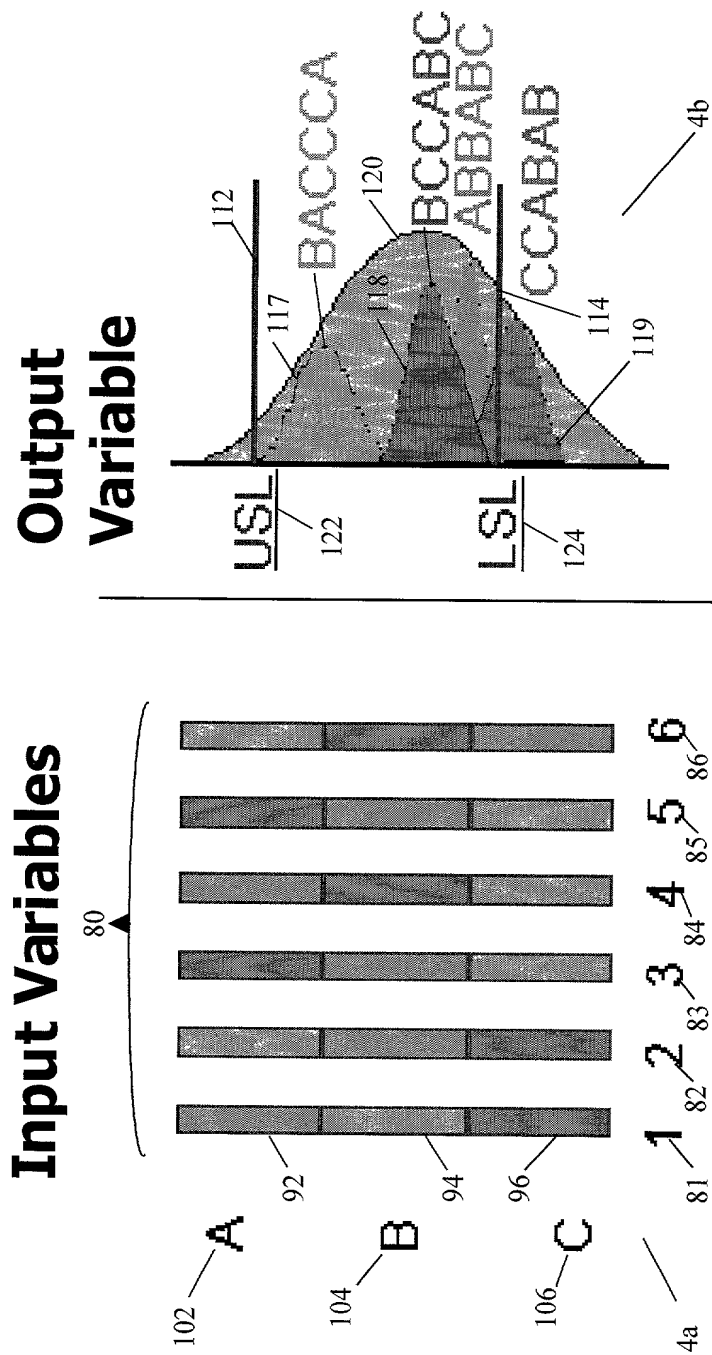 Input Variables
80
102
A
92
104
B
94
106
C
96
1
2
3
4
5
6
81
82
83
84
85
86
4a
Output
Variable
USL
122
112
117
BACCCA
118
120
BCCABC
ABBABC
LSL
124
114
CCABAB
119
4b